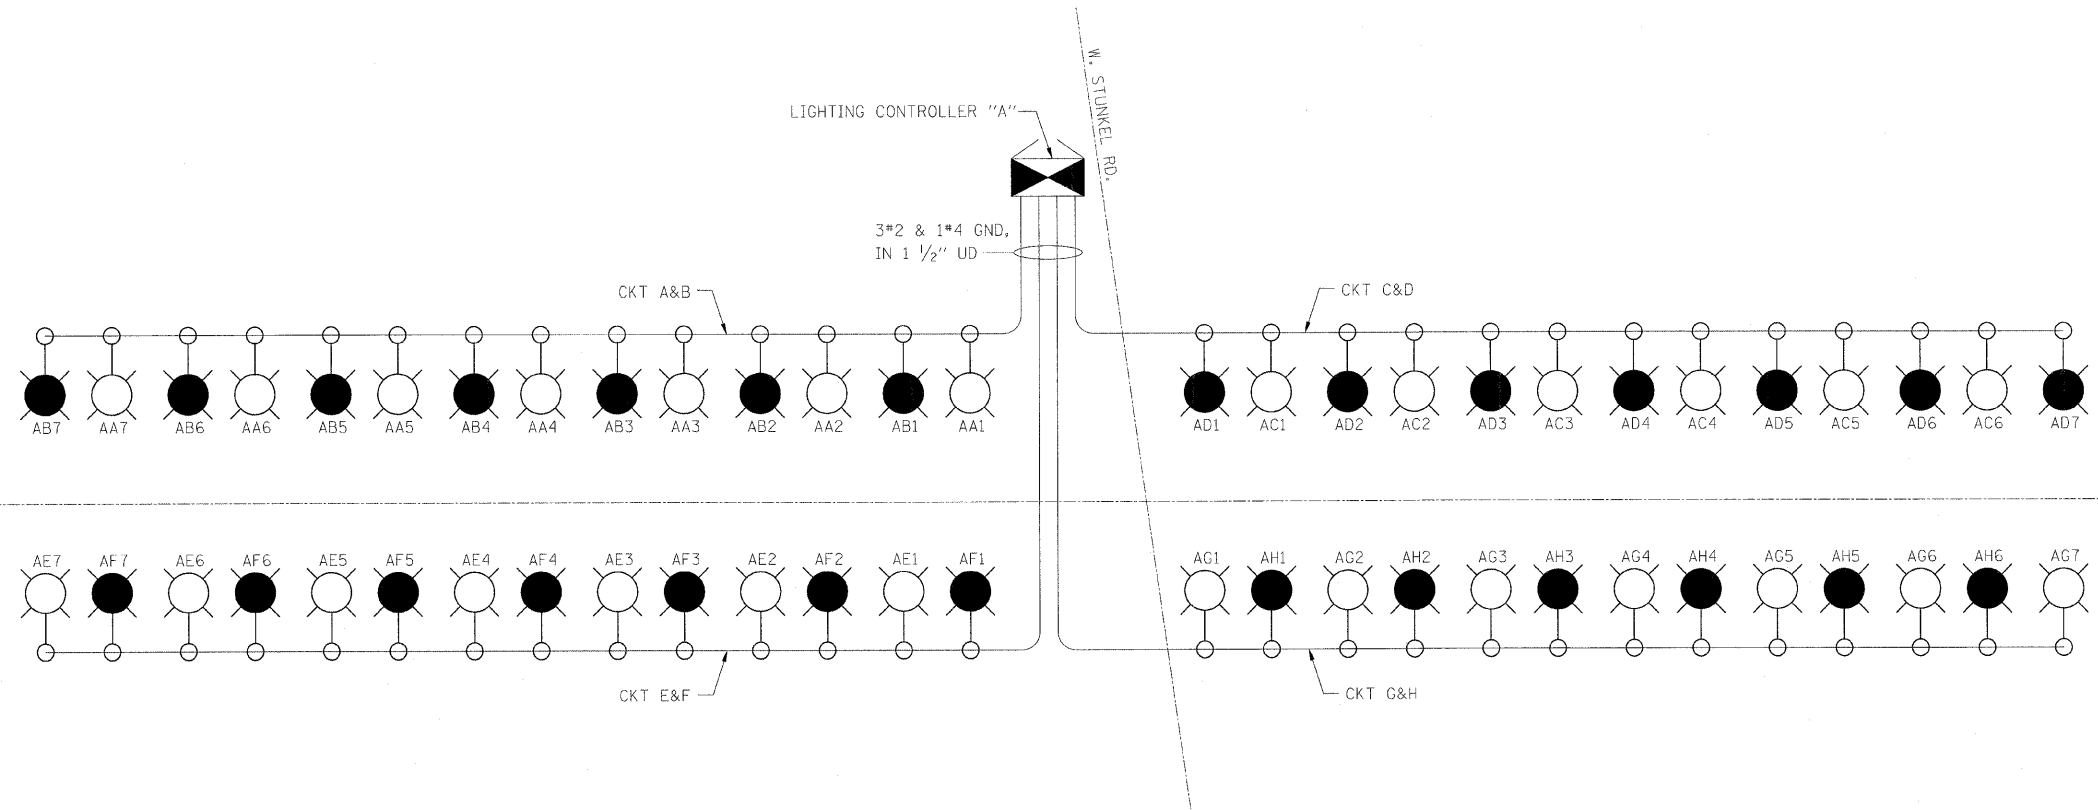 W. STUNKEL RD.
LIGHTING CONTROLLER "A"
3#2 & 1#4 GND,
IN 1 1/2" UD
CKT A&B
CKT C&D
AB7 AA7 AB6 AA6 AB5 AA5 AB4 AA4 AB3 AA3 AB2 AA2 AB1 AA1
AD1 AC1 AD2 AC2 AD3 AC3 AD4 AC4 AD5 AC5 AD6 AC6 AD7
AE7 AF7 AE6 AF6 AE5 AF5 AE4 AF4 AE3 AF3 AE2 AF2 AE1 AF1
AG1 AH1 AG2 AH2 AG3 AH3 AG4 AH4 AG5 AH5 AG6 AH6 AG7
CKT E&F
CKT G&H